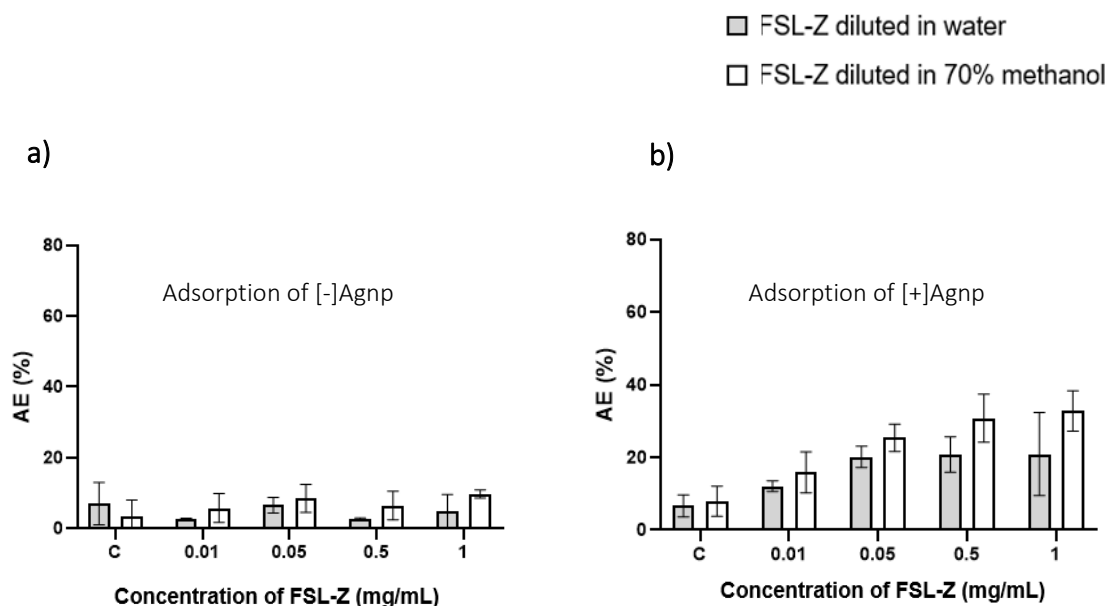 FSL-Z diluted in water
FSL-Z diluted in 70% methanol
a)
80
60
40
20
0
AE (%)
Adsorption of [-]Agnp
C 0.01 0.05 0.5 1
Concentration of FSL-Z (mg/mL)
b)
80
60
40
20
0
AE (%)
Adsorption of [+]Agnp
C 0.01 0.05 0.5 1
Concentration of FSL-Z (mg/mL)